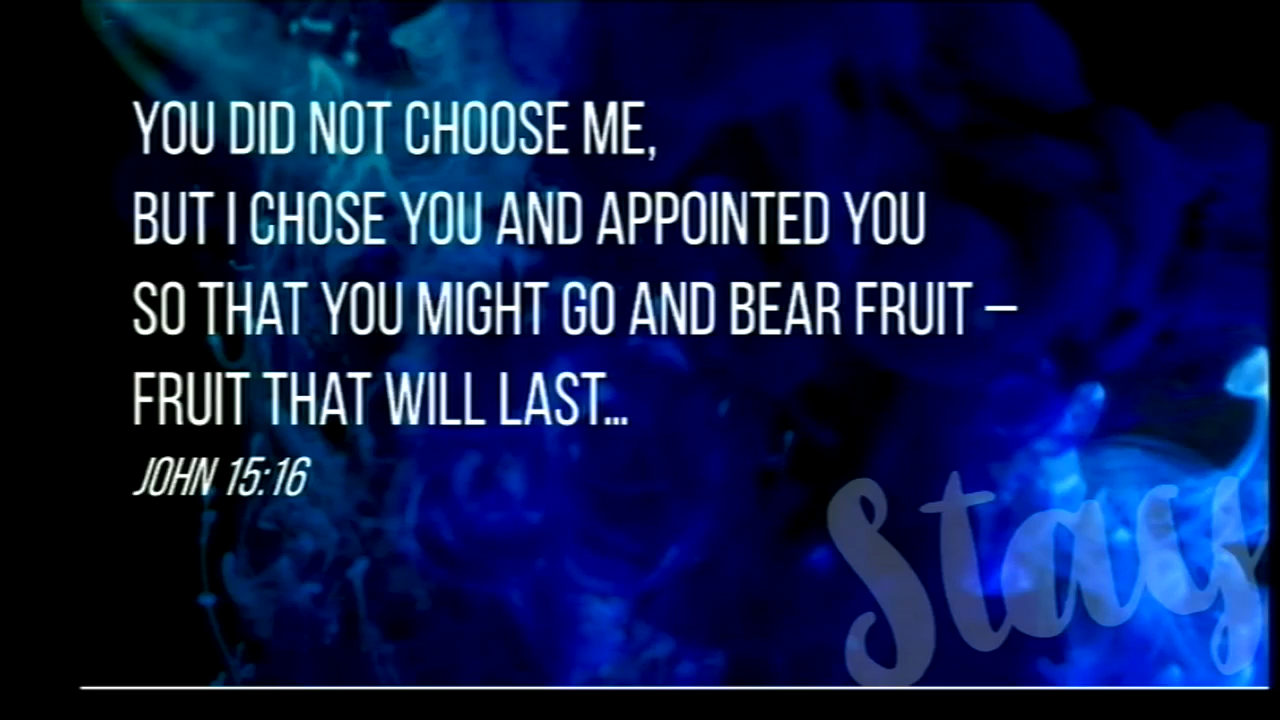 YOU DID NOT CHOOSE ME,
BUT I CHOSE YOU AND APPOINTED YOU
SO THAT YOU MIGHT GO AND BEAR FRUIT –
FRUIT THAT WILL LAST...
JOHN 15:16
Stay